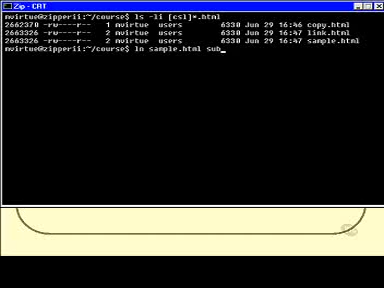 Zip - CRT
mvirtue@zipperii:~/course$ ls -li [csl]*.html
2662370 -rw----r-- 1 mvirtue users 6330 Jun 29 16:46 copy.html
2663326 -rw----r-- 2 mvirtue users 6330 Jun 29 16:47 link.html
2663326 -rw----r-- 2 mvirtue users 6330 Jun 29 16:47 sample.html
mvirtue@zipperii:~/course$ ln sample.html sub_